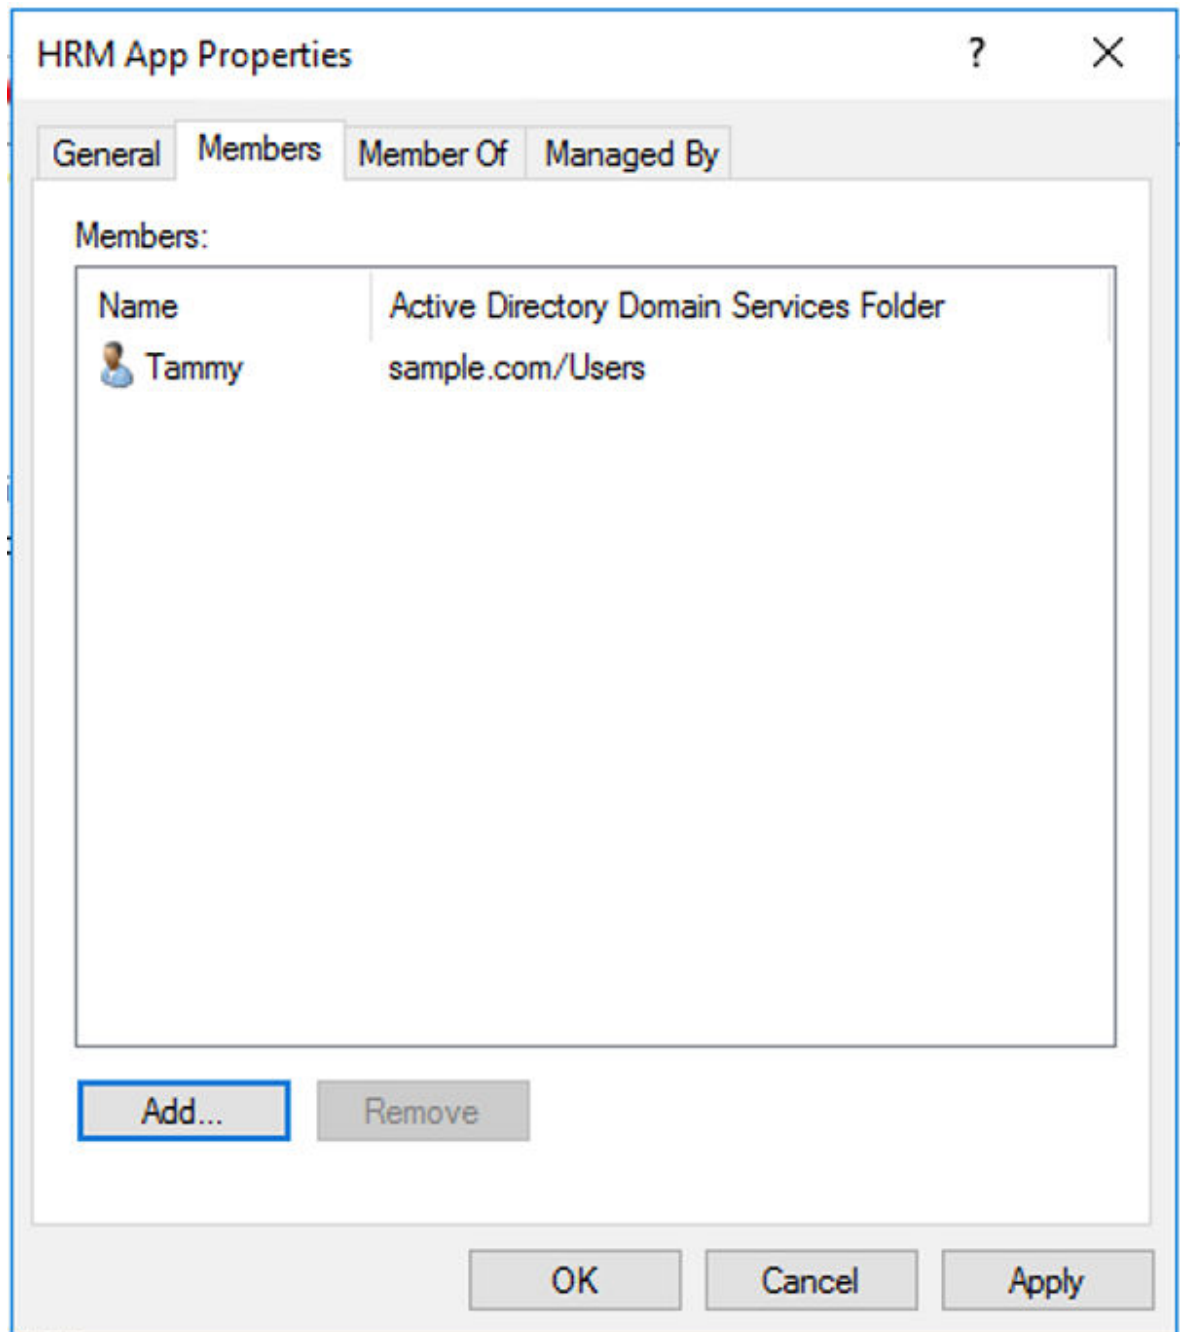 HRM App Properties
?
General Members Member Of Managed By
Members:
Name Active Directory Domain Services Folder
Tammy sample.com/Users
Add... Remove
OK Cancel Apply